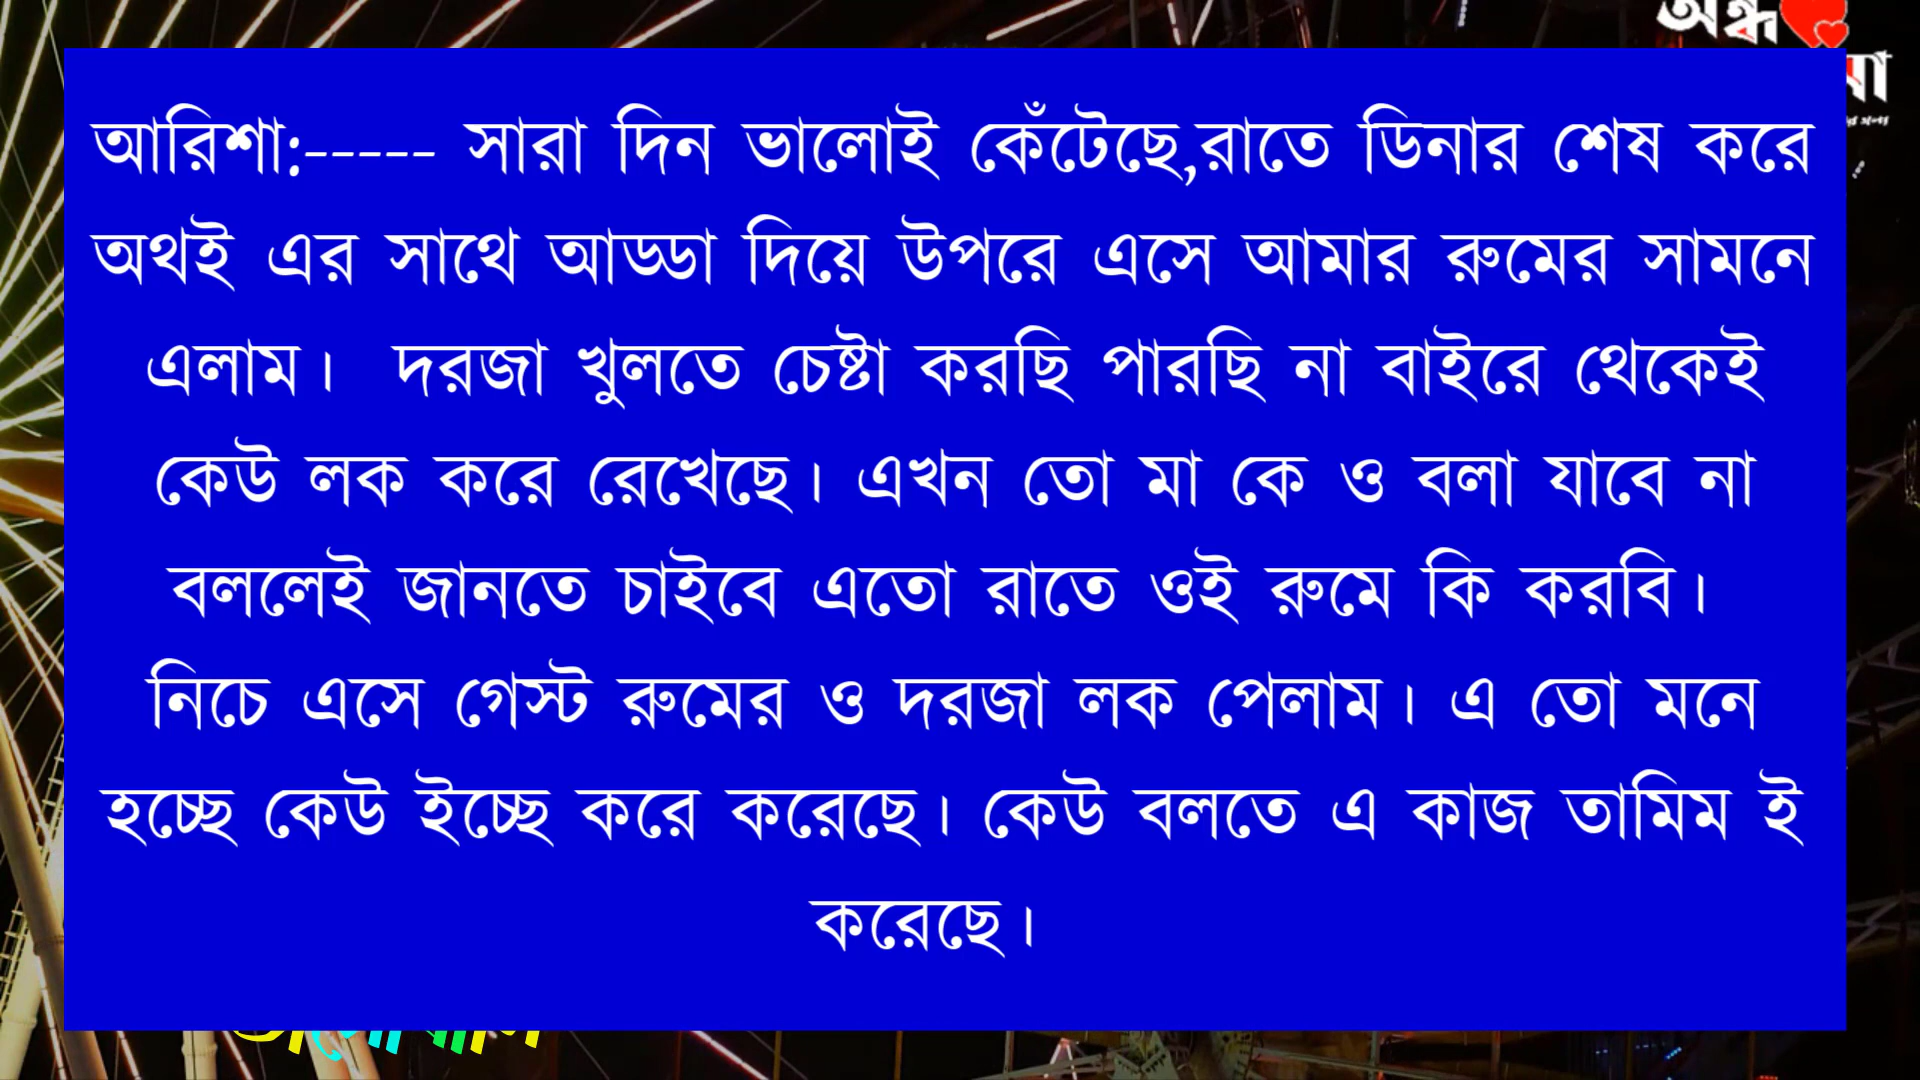 অন্ধ
আরিশা:----- সারা দিন ভালোই কেঁটেছে,রাতে ডিনার শেষ করে
অথই এর সাথে আড্ডা দিয়ে উপরে এসে আমার রুমের সামনে
এলাম। দরজা খুলতে চেষ্টা করছি পারছি না বাইরে থেকেই
কেউ লক করে রেখেছে। এখন তো মা কে ও বলা যাবে না
বললেই জানতে চাইবে এতো রাতে ওই রুমে কি করবি।
নিচে এসে গেস্ট রুমের ও দরজা লক পেলাম। এ তো মনে
হচ্ছে কেউ ইচ্ছে করে করেছে। কেউ বলতে এ কাজ তামিম ই
করেছে।